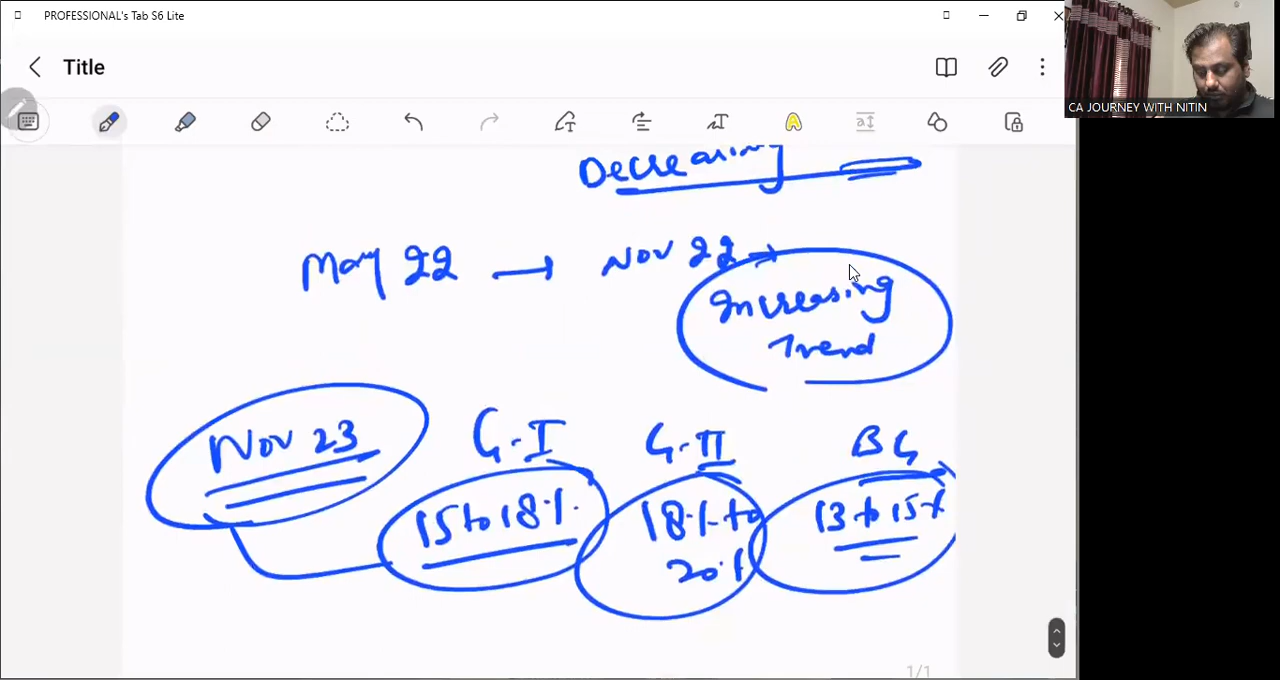 PROFESSIONAL's Tab S6 Lite
Title
CA JOURNEY WITH NITIN
Decreasing
May 22 → Nov 22 →
Increasing
Trend
Nov 23 G-I G-II BG
15 to 18% 18% to 13 to 15%
20%
1/1